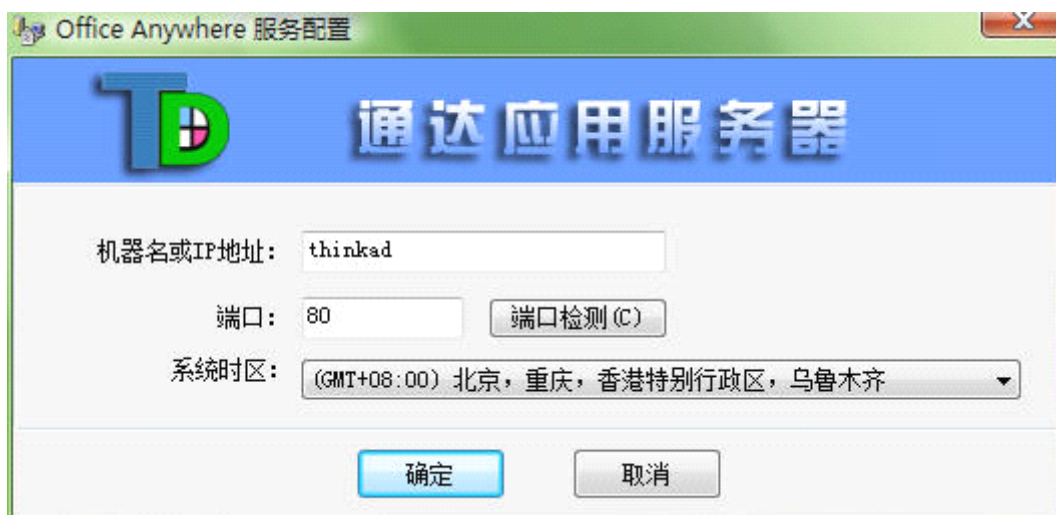 Office Anywhere 服务配置
X
TD 通达应用服务器
机器名或IP地址: thinkad
端口: 80 端口检测(C)
系统时区: (GMT+08:00) 北京，重庆，香港特别行政区，乌鲁木齐
确定 取消